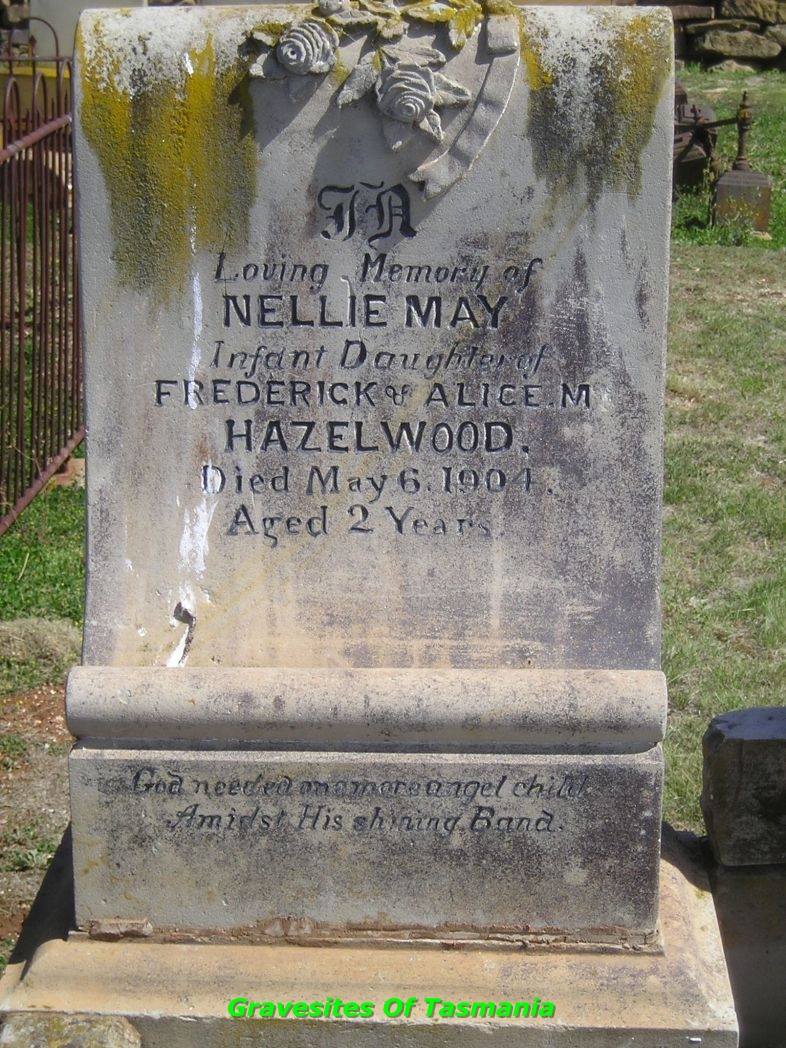 In
Loving Memory of
NELLIE MAY
Infant Daughter of
FREDERICK & ALICE. M
HAZELWOOD.
Died May 6. 1904.
Aged 2 Years
God needed one more angel child
Amidst His shining Band.
Gravesites Of Tasmania